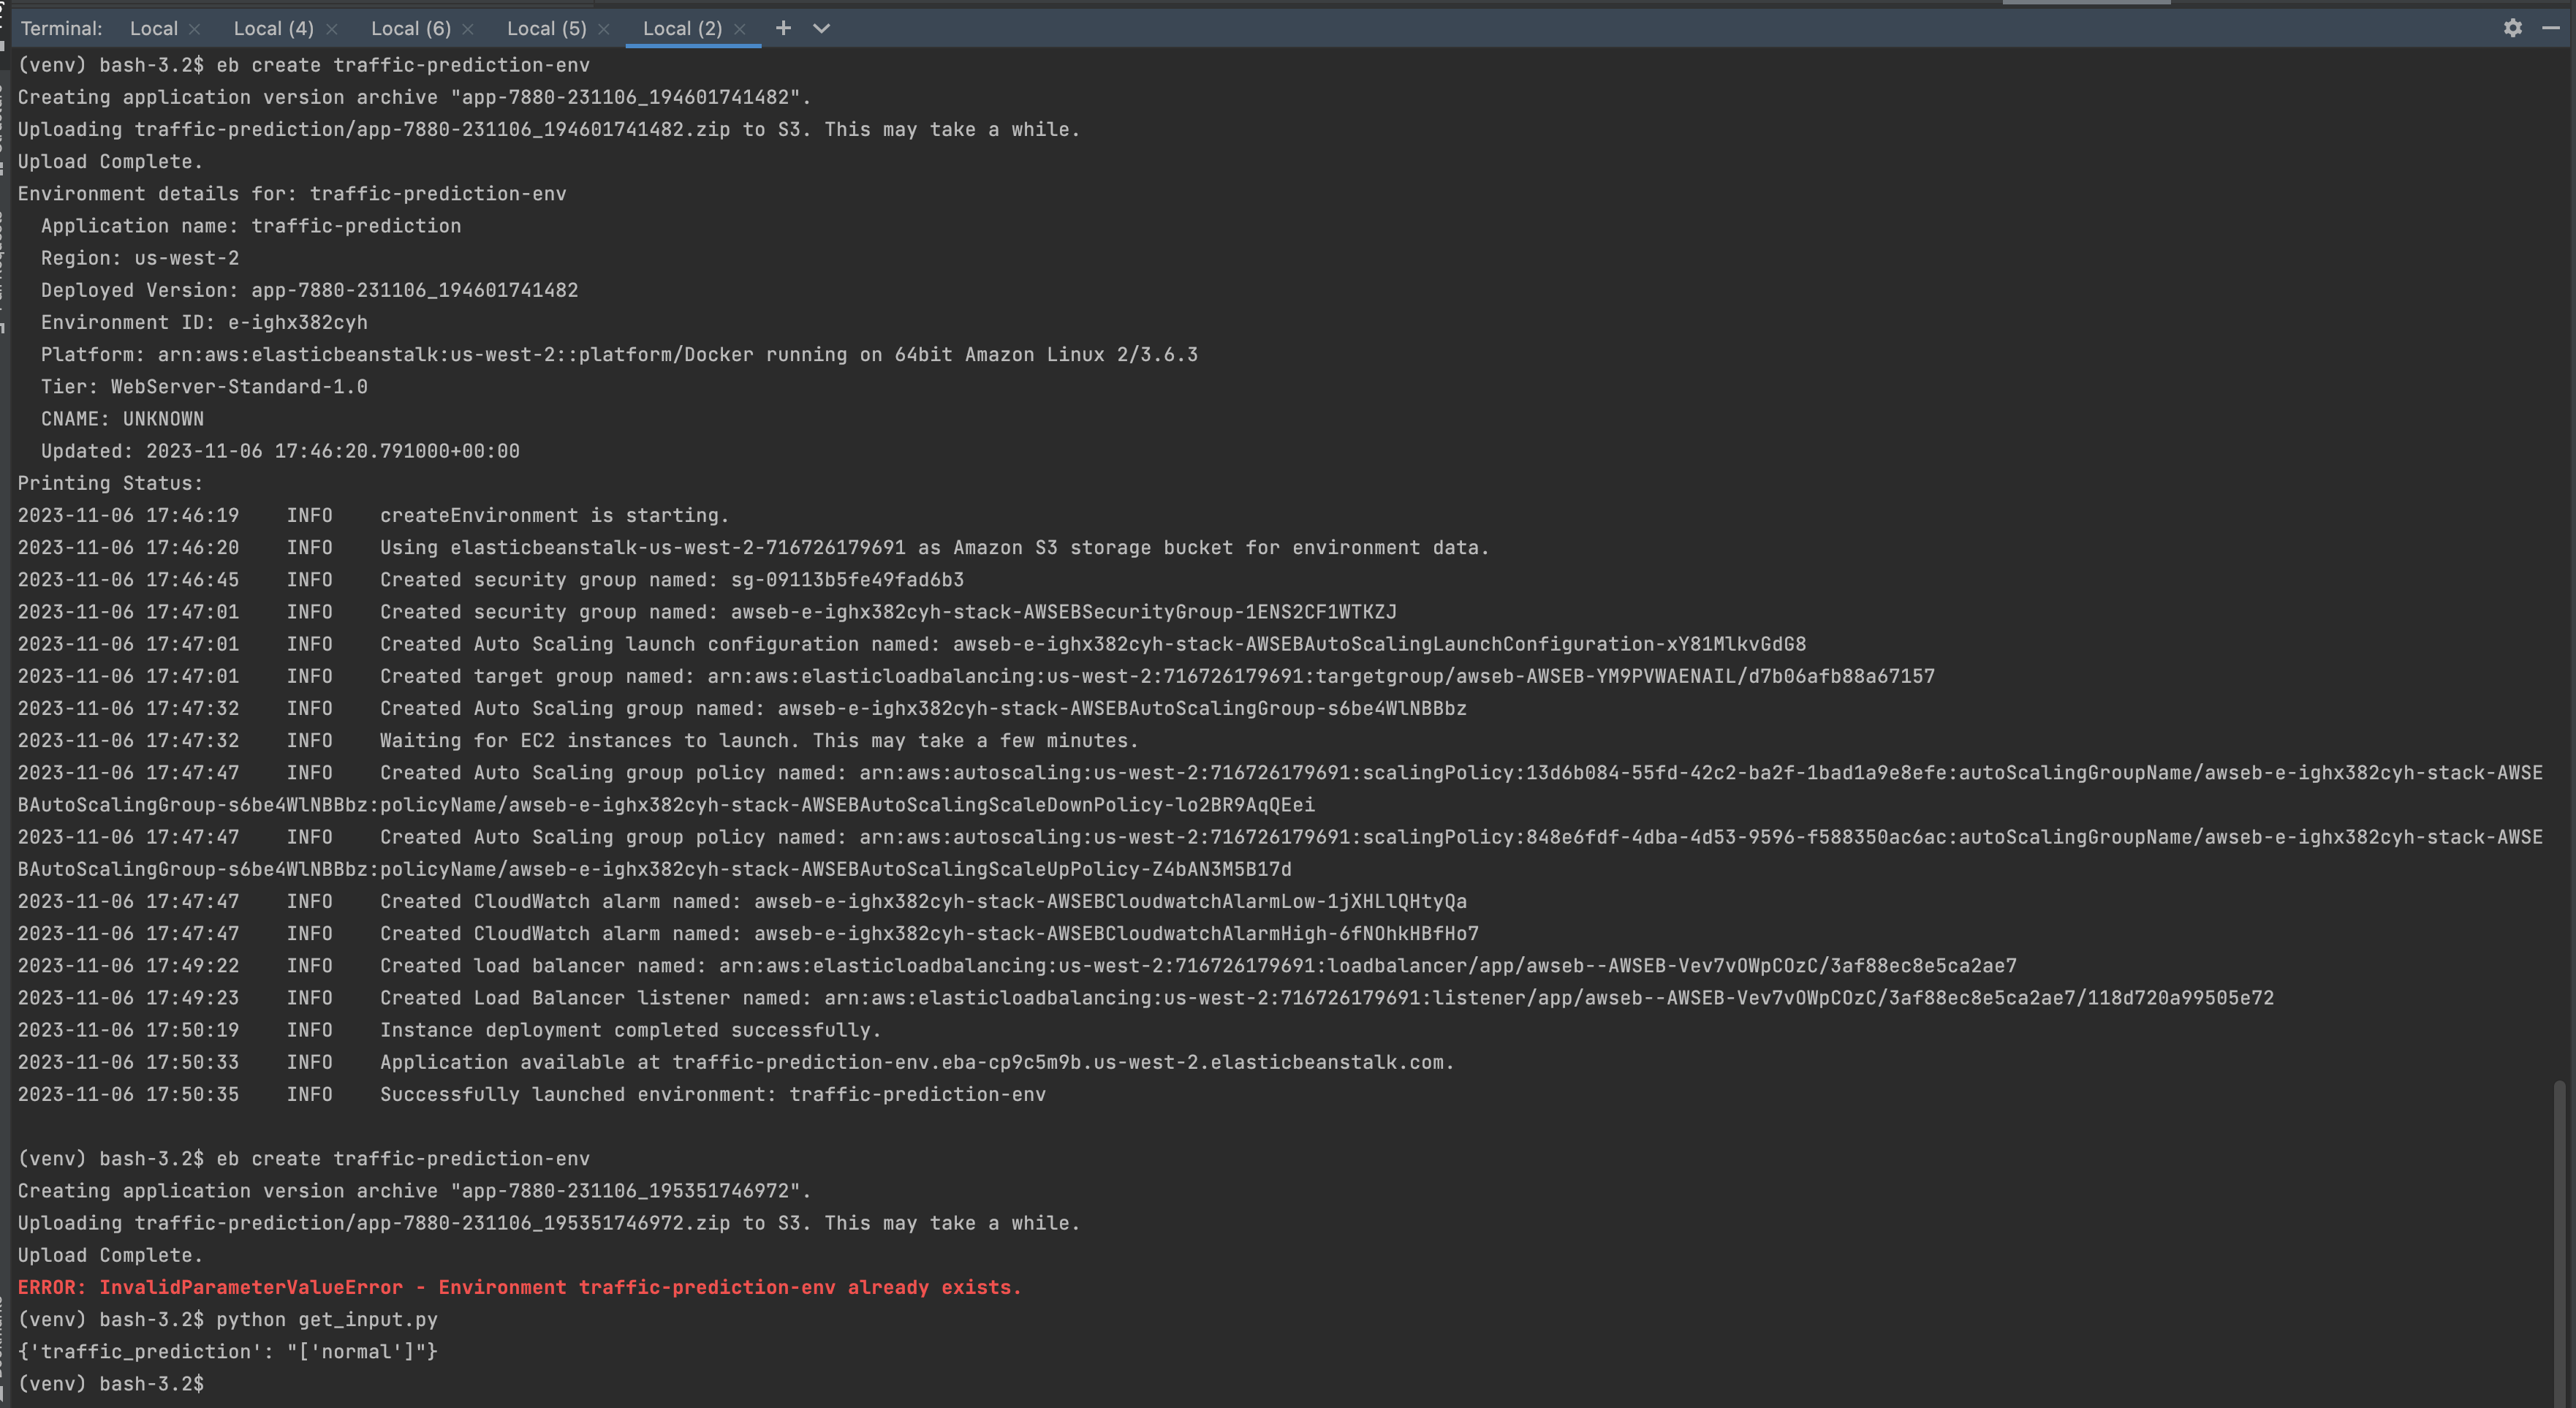 Terminal: Local Local (4) Local (6) Local (5) Local (2)
(venv) bash-3.2$ eb create traffic-prediction-env
Creating application version archive "app-7880-231106_194601741482".
Uploading traffic-prediction/app-7880-231106_194601741482.zip to S3. This may take a while.
Upload Complete.
Environment details for: traffic-prediction-env
  Application name: traffic-prediction
  Region: us-west-2
  Deployed Version: app-7880-231106_194601741482
  Environment ID: e-ighx382cyh
  Platform: arn:aws:elasticbeanstalk:us-west-2::platform/Docker running on 64bit Amazon Linux 2/3.6.3
  Tier: WebServer-Standard-1.0
  CNAME: UNKNOWN
  Updated: 2023-11-06 17:46:20.791000+00:00
Printing Status:
2023-11-06 17:46:19    INFO    createEnvironment is starting.
2023-11-06 17:46:20    INFO    Using elasticbeanstalk-us-west-2-716726179691 as Amazon S3 storage bucket for environment data.
2023-11-06 17:46:45    INFO    Created security group named: sg-09113b5fe49fad6b3
2023-11-06 17:47:01    INFO    Created security group named: awseb-e-ighx382cyh-stack-AWSEBSecurityGroup-1ENS2CF1WTKZJ
2023-11-06 17:47:01    INFO    Created Auto Scaling launch configuration named: awseb-e-ighx382cyh-stack-AWSEBAutoScalingLaunchConfiguration-xY81MlkvGdG8
2023-11-06 17:47:01    INFO    Created target group named: arn:aws:elasticloadbalancing:us-west-2:716726179691:targetgroup/awseb-AWSEB-YM9PVWAENAIL/d7b06afb88a67157
2023-11-06 17:47:32    INFO    Created Auto Scaling group named: awseb-e-ighx382cyh-stack-AWSEBAutoScalingGroup-s6be4WlNBBbz
2023-11-06 17:47:32    INFO    Waiting for EC2 instances to launch. This may take a few minutes.
2023-11-06 17:47:47    INFO    Created Auto Scaling group policy named: arn:aws:autoscaling:us-west-2:716726179691:scalingPolicy:13d6b084-55fd-42c2-ba2f-1bad1a9e8efe:autoScalingGroupName/awseb-e-ighx382cyh-stack-AWSE
BAutoScalingGroup-s6be4WlNBBbz:policyName/awseb-e-ighx382cyh-stack-AWSEBAutoScalingScaleDownPolicy-lo2BR9AqQEei
2023-11-06 17:47:47    INFO    Created Auto Scaling group policy named: arn:aws:autoscaling:us-west-2:716726179691:scalingPolicy:848e6fdf-4dba-4d53-9596-f588350ac6ac:autoScalingGroupName/awseb-e-ighx382cyh-stack-AWSE
BAutoScalingGroup-s6be4WlNBBbz:policyName/awseb-e-ighx382cyh-stack-AWSEBAutoScalingScaleUpPolicy-Z4bAN3M5B17d
2023-11-06 17:47:47    INFO    Created CloudWatch alarm named: awseb-e-ighx382cyh-stack-AWSEBCloudwatchAlarmLow-1jXHLlQHtyQa
2023-11-06 17:47:47    INFO    Created CloudWatch alarm named: awseb-e-ighx382cyh-stack-AWSEBCloudwatchAlarmHigh-6fNOhkHBfHo7
2023-11-06 17:49:22    INFO    Created load balancer named: arn:aws:elasticloadbalancing:us-west-2:716726179691:loadbalancer/app/awseb--AWSEB-Vev7vOWpCOzC/3af88ec8e5ca2ae7
2023-11-06 17:49:23    INFO    Created Load Balancer listener named: arn:aws:elasticloadbalancing:us-west-2:716726179691:listener/app/awseb--AWSEB-Vev7vOWpCOzC/3af88ec8e5ca2ae7/118d720a99505e72
2023-11-06 17:50:19    INFO    Instance deployment completed successfully.
2023-11-06 17:50:33    INFO    Application available at traffic-prediction-env.eba-cp9c5m9b.us-west-2.elasticbeanstalk.com.
2023-11-06 17:50:35    INFO    Successfully launched environment: traffic-prediction-env
(venv) bash-3.2$ eb create traffic-prediction-env
Creating application version archive "app-7880-231106_195351746972".
Uploading traffic-prediction/app-7880-231106_195351746972.zip to S3. This may take a while.
Upload Complete.
ERROR: InvalidParameterValueError - Environment traffic-prediction-env already exists.
(venv) bash-3.2$ python get_input.py
{'traffic_prediction': "['normal']"}
(venv) bash-3.2$